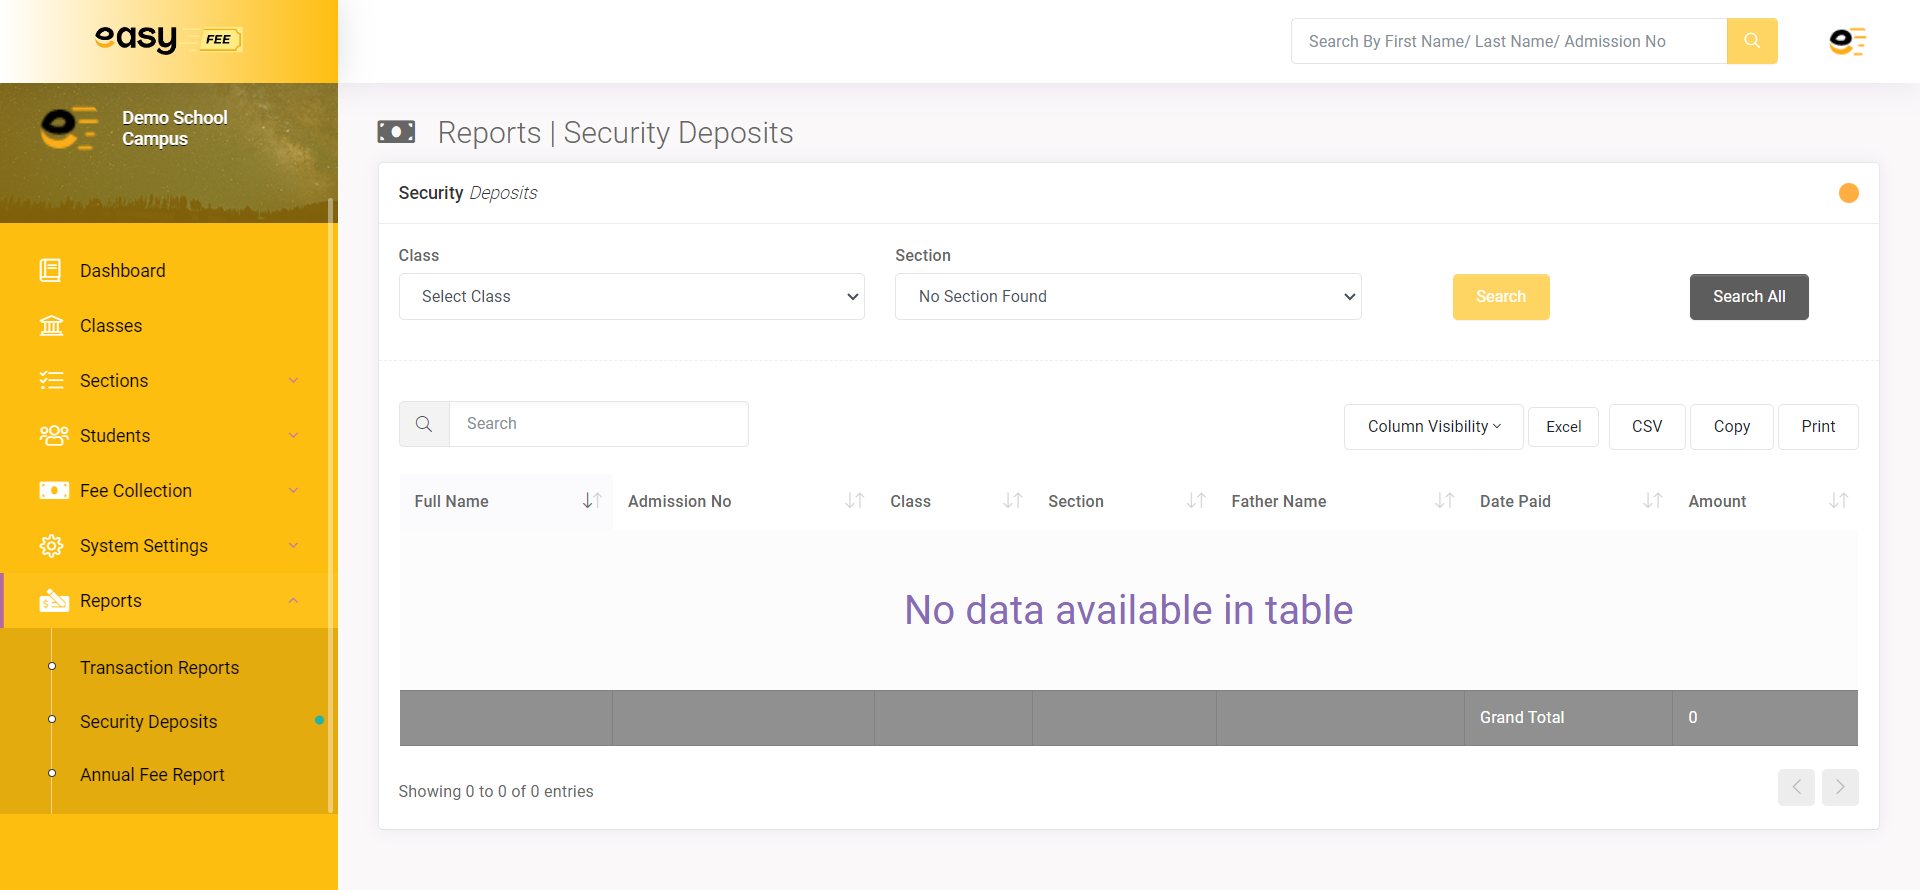 easy FEE
Search By First Name/ Last Name/ Admission No
Demo School
Campus
Dashboard
Classes
Sections
Students
Fee Collection
System Settings
Reports
Transaction Reports
Security Deposits
Annual Fee Report
Reports | Security Deposits
Security Deposits
Class
Section
Select Class
No Section Found
Search
Search All
Search
Column Visibility
Excel
CSV
Copy
Print
Full Name
Admission No
Class
Section
Father Name
Date Paid
Amount
No data available in table
Grand Total
0
Showing 0 to 0 of 0 entries